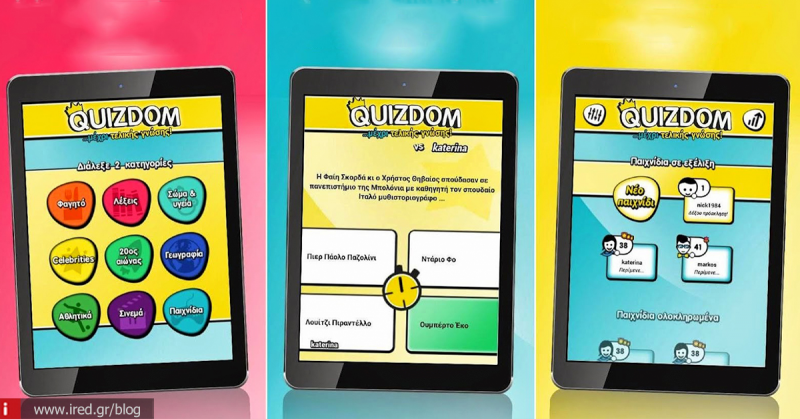 QUIZDOM
...μέχρι τελικής γνώσης!
Διάλεξε 2 κατηγορίες
Φαγητό
Λέξεις
Σώμα &
υγεία
Celebrities
20ος
αιώνας
Γεωγραφία
Αθλητικά
Σινεμά
Παιχνίδια
QUIZDOM
...μέχρι τελικής γνώσης!
vs katerina
Η Φαίη Σκορδά κι ο Χρήστος Θηβαίος σπούδασαν σε
πανεπιστήμιο της Μπολόνια με καθηγητή τον σπουδαίο
Ιταλό μυθιστοριογράφο ...
Πιερ Πάολο Παζολίνι
Ντάριο Φο
Λουίτζι Πιραντέλλο
Ουμπέρτο Έκο
katerina
QUIZDOM
...μέχρι τελικής γνώσης!
Παιχνίδια σε εξέλιξη
Νέο
παιχνίδι
1
nick1984
Δέξου πρόκληση!
38
katerina
Περίμενε...
41
markos
Περίμενε...
Παιχνίδια ολοκληρωμένα
38
38
i www.ired.gr/blog